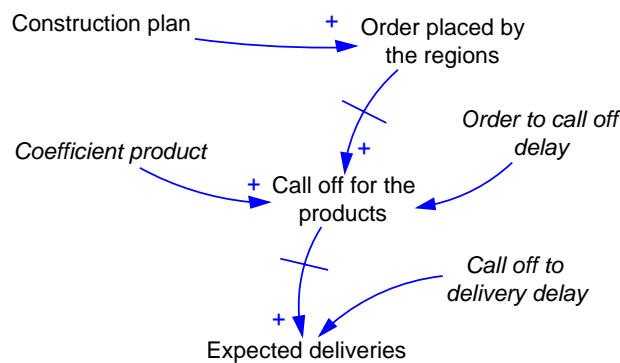 Construction plan
+
Order placed by
the regions
Coefficient product
+
Order to call off
delay
+
Call off for the
products
Call off to
delivery delay
+
Expected deliveries